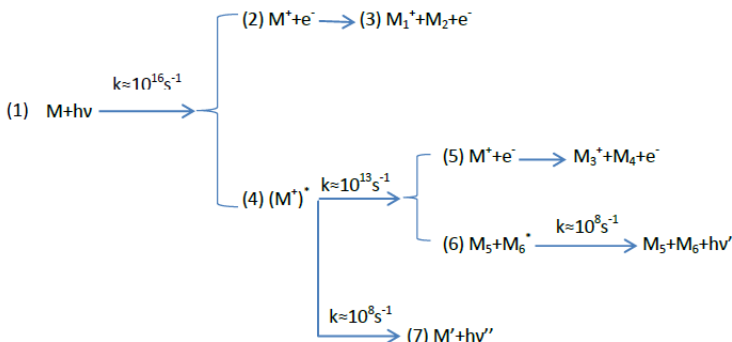 (2) M⁺+e⁻ (3) M₁⁺+M₂+e⁻
k≈10¹⁶s⁻¹
(1) M+hν
(5) M⁺+e⁻ M₃⁺+M₄+e⁻
(4) (M⁺)* k≈10¹³s⁻¹
(6) M₅+M₆* k≈10⁸s⁻¹ M₅+M₆+hν′
k≈10⁸s⁻¹
(7) M′+hν′′